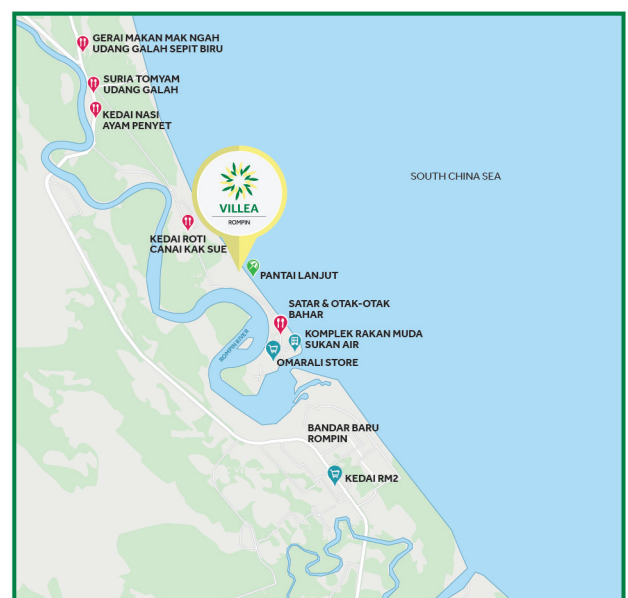 GERAI MAKAN MAK NGAH
UDANG GALAH SEPIT BIRU
SURIA TOMYAM
UDANG GALAH
KEDAI NASI
AYAM PENYET
SOUTH CHINA SEA
VILLEA
ROMPIN
KEDAI ROTI
CANAI KAK SUE
PANTAI LANJUT
SATAR & OTAK-OTAK
BAHAR
KOMPLEK RAKAN MUDA
SUKAN AIR
ROMPIN RIVER
OMARALI STORE
BANDAR BARU
ROMPIN
KEDAI RM2